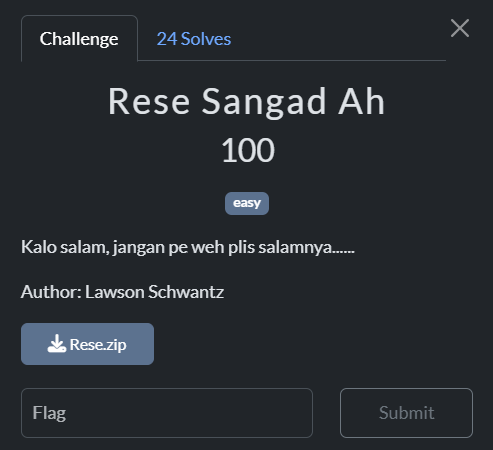 Challenge
24 Solves
Rese Sangad Ah
100
easy
Kalo salam, jangan pe weh plis salamnya......
Author: Lawson Schwantz
Rese.zip
Flag
Submit